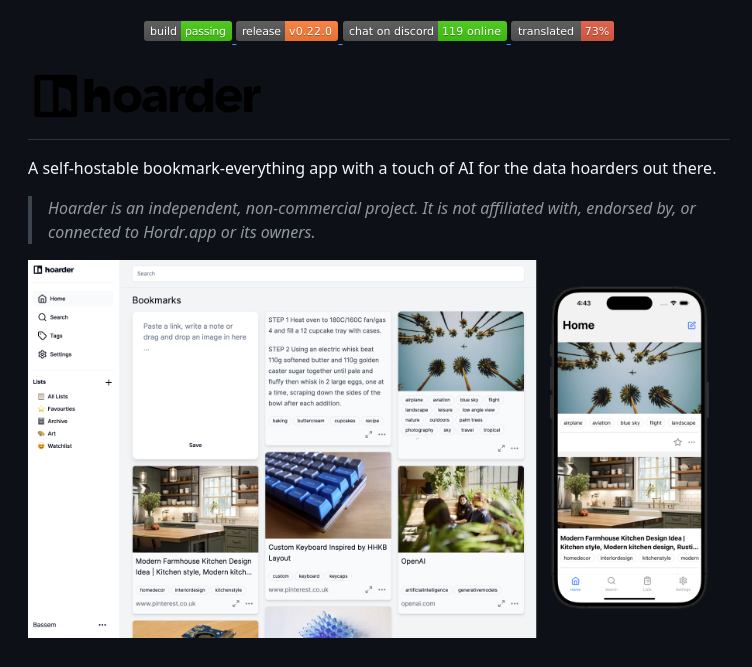 build passing release v0.22.0 chat on discord 119 online translated 73%
hoarder
A self-hostable bookmark-everything app with a touch of AI for the data hoarders out there.
Hoarder is an independent, non-commercial project. It is not affiliated with, endorsed by, or
connected to Hordr.app or its owners.
hoarder
Home
Search
Tags
Settings
Lists +
All Lists
Favourties
Archive
Art
Watchlist
Bassem
Search
Bookmarks
Paste a link, write a note or
drag and drop an image in here
...
Save
STEP 1 Heat oven to 180C/160C fan/gas
4 and fill a 12 cupcake tray with cases.
STEP 2 Using an electric whisk beat
110g softened butter and 110g golden
caster sugar together until pale and
fluffy then whisk in 2 large eggs, one at
a time, scraping down the sides of the
bowl after each addition.
baking buttercream cupcakes recipe
airplane aviation blue sky flight
landscape leisure low angle view
nature outdoors palm trees
photography sky travel tropical
Modern Farmhouse Kitchen Design
Idea | Kitchen style, Modern kitch...
homedecor interiordesign kitchenstyle
www.pinterest.co.uk
Custom Keyboard Inspired by HHKB
Layout
custom keyboard keycaps
www.pinterest.co.uk
OpenAI
artificialintelligence generativemodels
openai.com
4:43
Home
airplane aviation blue sky flight landscape
Modern Farmhouse Kitchen Design Idea |
Kitchen style, Modern kitchen design, Rusti...
homedecor interiordesign kitchenstyle modern
Home Search Lists Settings